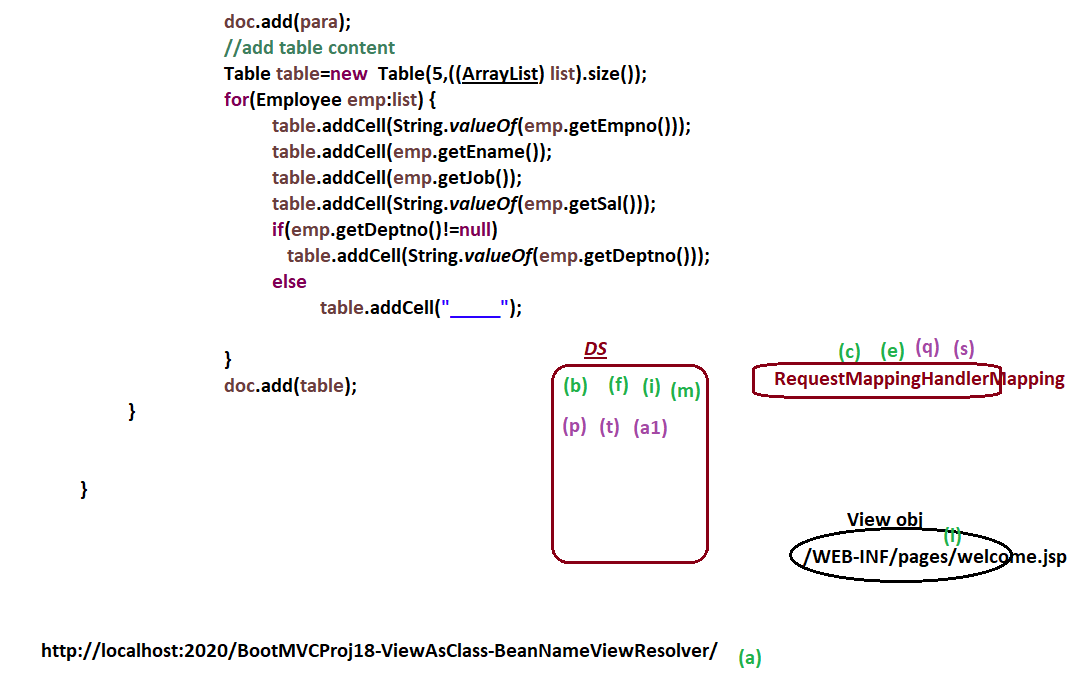 doc.add(para);
//add table content
Table table=new  Table(5,((ArrayList) list).size());
for(Employee emp:list) {
table.addCell(String.valueOf(emp.getEmpno()));
table.addCell(emp.getEname());
table.addCell(emp.getJob());
table.addCell(String.valueOf(emp.getSal()));
if(emp.getDeptno()!=null)
table.addCell(String.valueOf(emp.getDeptno()));
else
table.addCell("_____");
}
doc.add(table);
}
}
DS
(b) (f) (i) (m)
(p) (t) (a1)
(c) (e) (q) (s)
RequestMappingHandlerMapping
View obj
(l)
/WEB-INF/pages/welcome.jsp
http://localhost:2020/BootMVCProj18-ViewAsClass-BeanNameViewResolver/ (a)